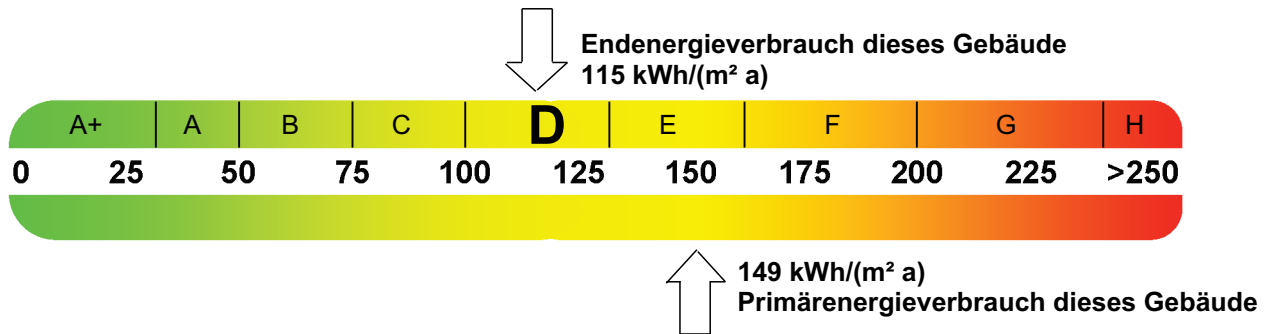 Endenergieverbrauch dieses Gebäude
115 kWh/(m² a)
A+ A B C D E F G H
0 25 50 75 100 125 150 175 200 225 >250
149 kWh/(m² a)
Primärenergieverbrauch dieses Gebäude